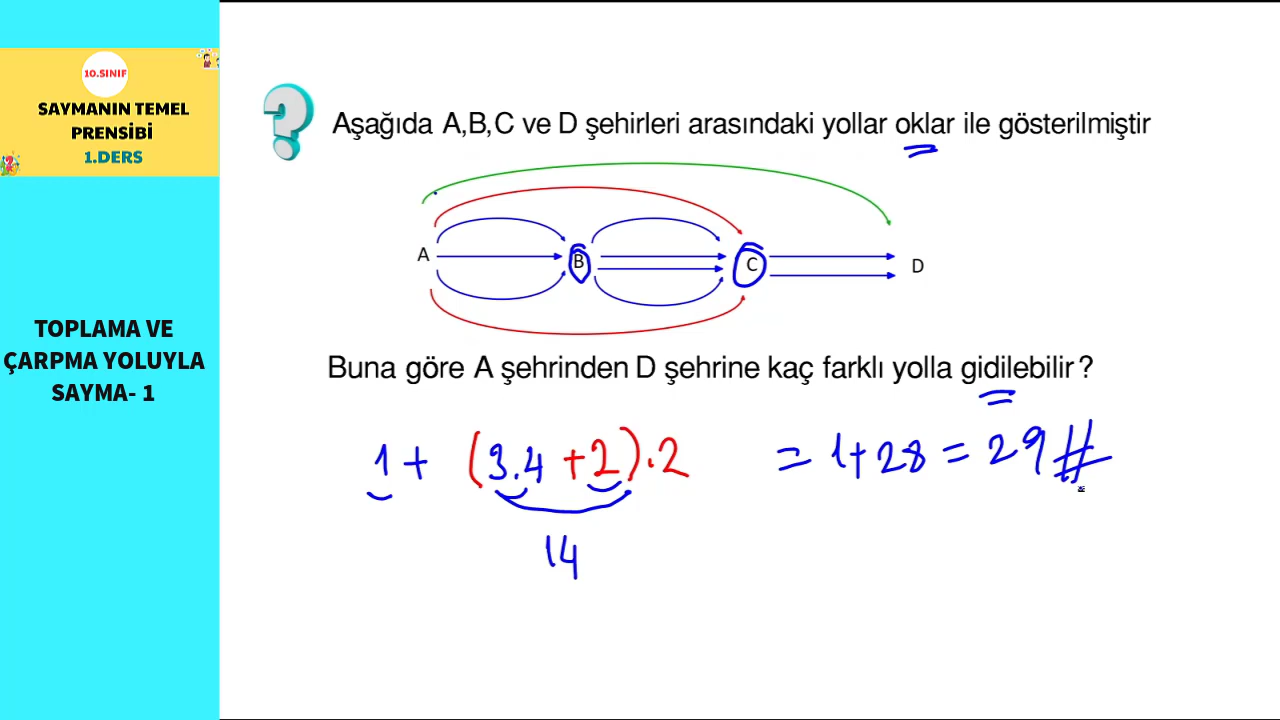 10.SINIF
SAYMANIN TEMEL
PRENSİBİ
1.DERS
TOPLAMA VE
ÇARPMA YOLUYLA
SAYMA- 1
Aşağıda A,B,C ve D şehirleri arasındaki yollar oklar ile gösterilmiştir
A B C D
Buna göre A şehrinden D şehrine kaç farklı yolla gidilebilir ?
1 + (3.4 + 2).2 = 1+28 = 29 #
14